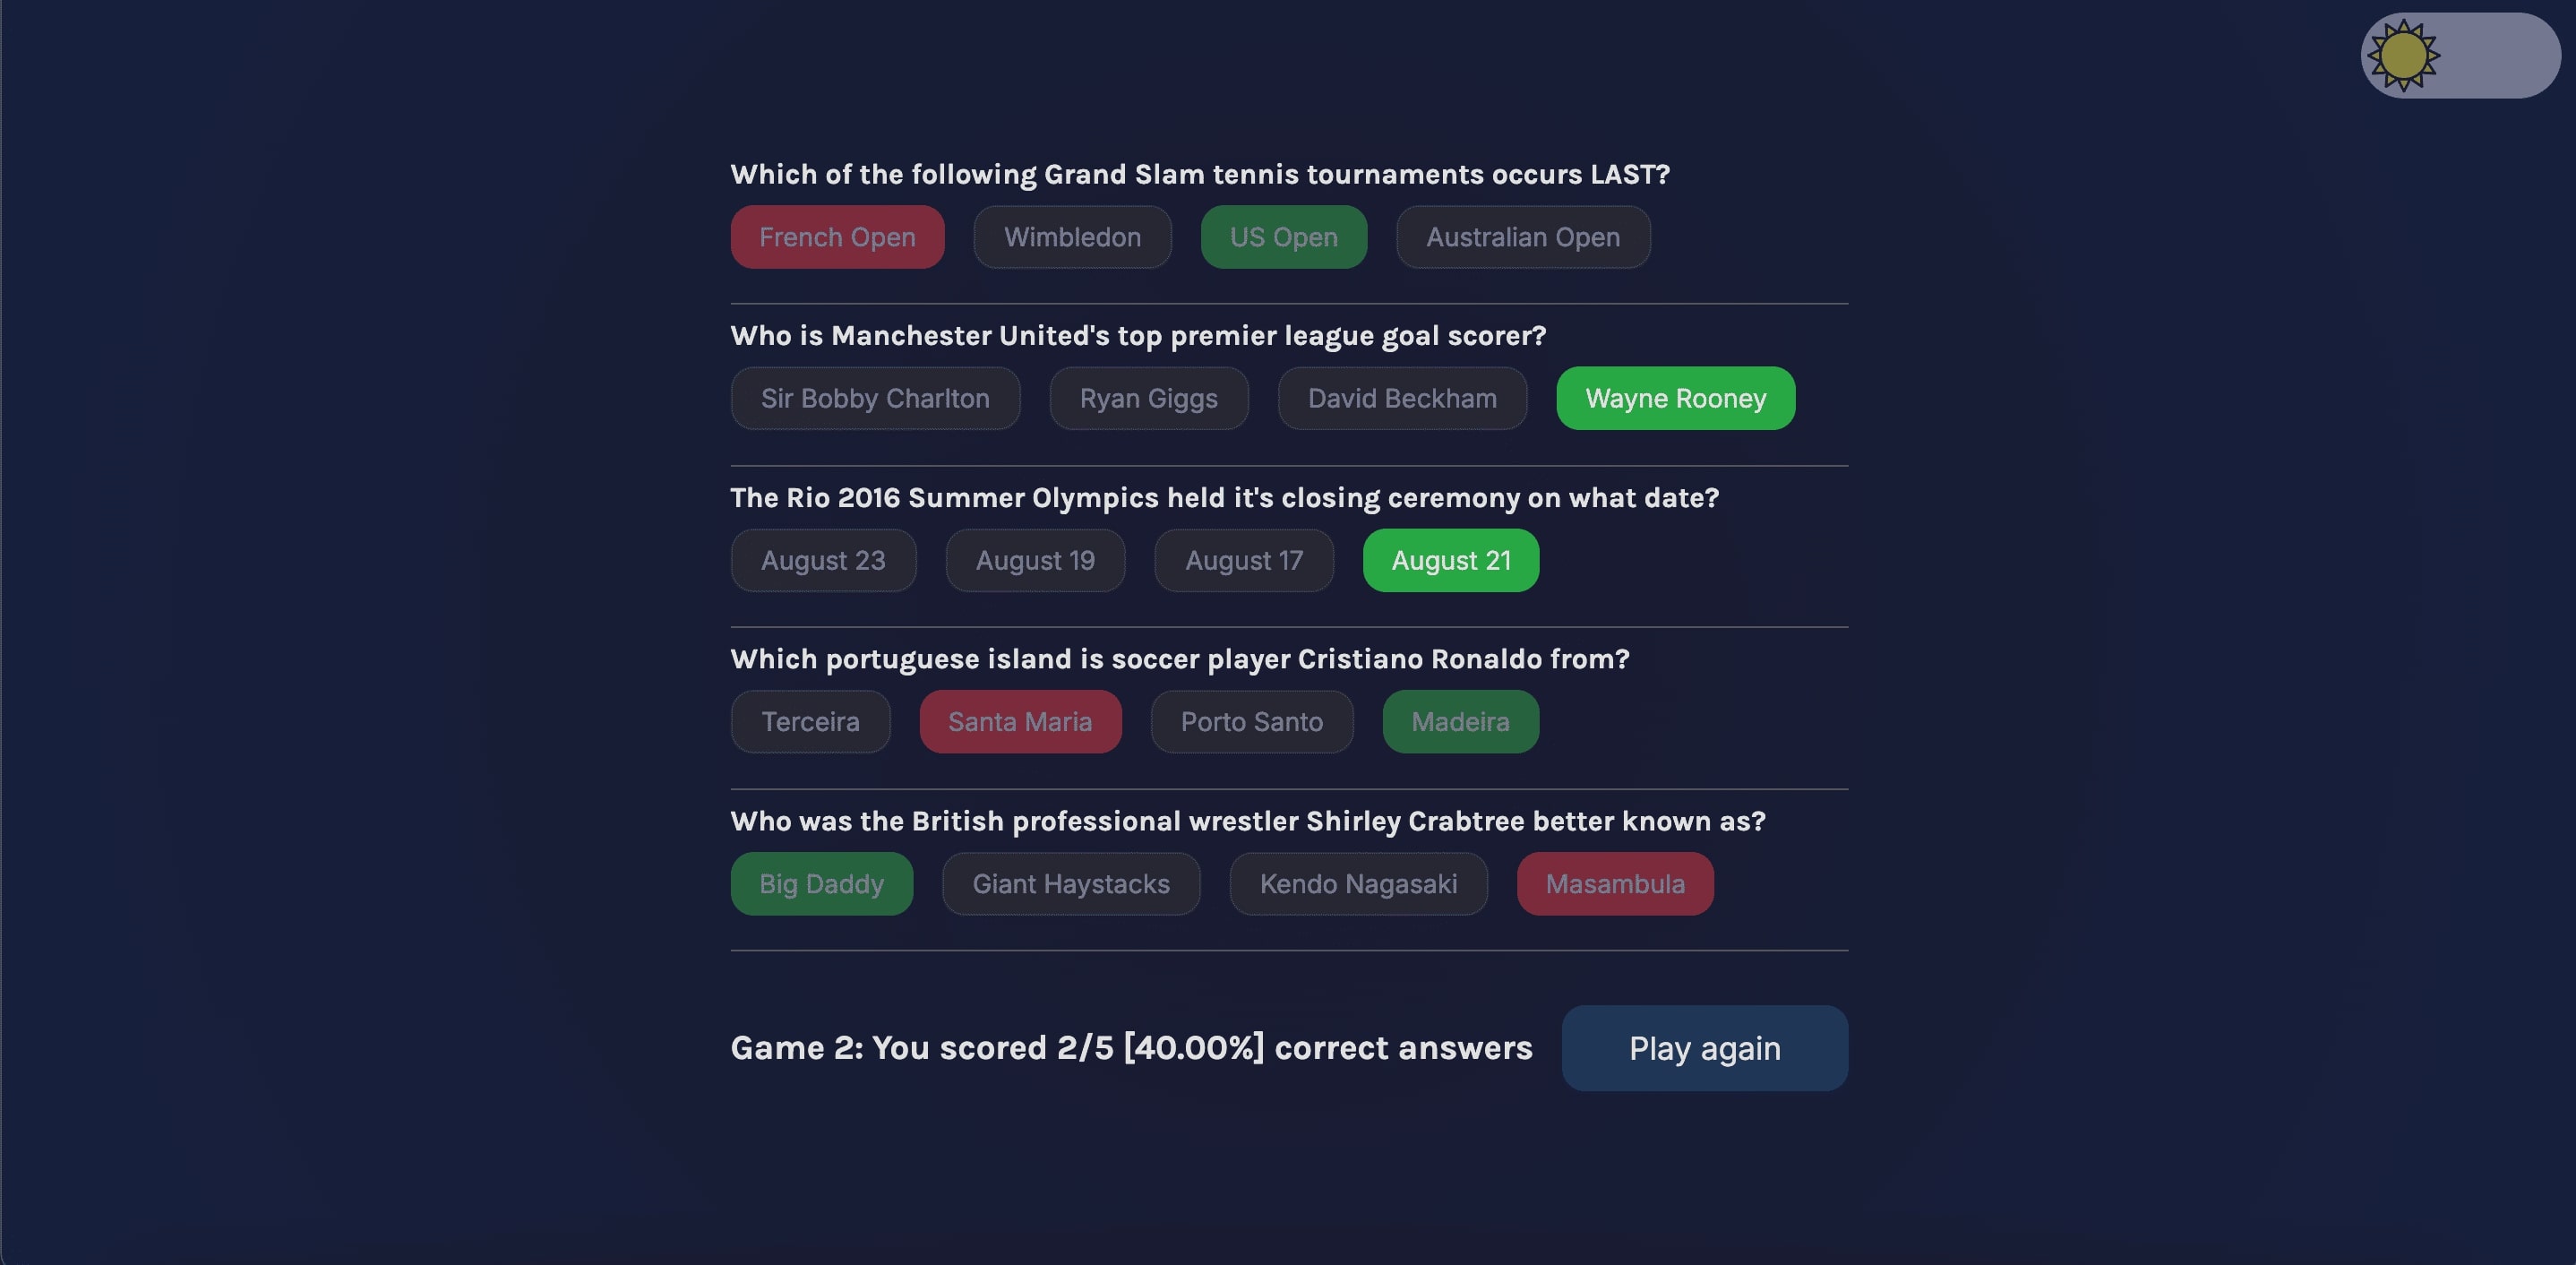 Which of the following Grand Slam tennis tournaments occurs LAST?
French Open Wimbledon US Open Australian Open
Who is Manchester United's top premier league goal scorer?
Sir Bobby Charlton Ryan Giggs David Beckham Wayne Rooney
The Rio 2016 Summer Olympics held it's closing ceremony on what date?
August 23 August 19 August 17 August 21
Which portuguese island is soccer player Cristiano Ronaldo from?
Terceira Santa Maria Porto Santo Madeira
Who was the British professional wrestler Shirley Crabtree better known as?
Big Daddy Giant Haystacks Kendo Nagasaki Masambula
Game 2: You scored 2/5 [40.00%] correct answers Play again